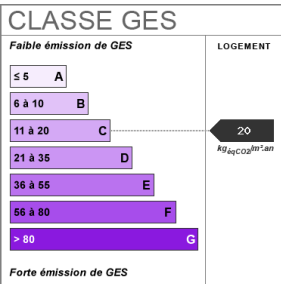 CLASSE GES
Faible émission de GES
LOGEMENT
≤ 5 A
6 à 10 B
11 à 20 C
20
kgéqCO2/m².an
21 à 35 D
36 à 55 E
56 à 80 F
> 80 G
Forte émission de GES